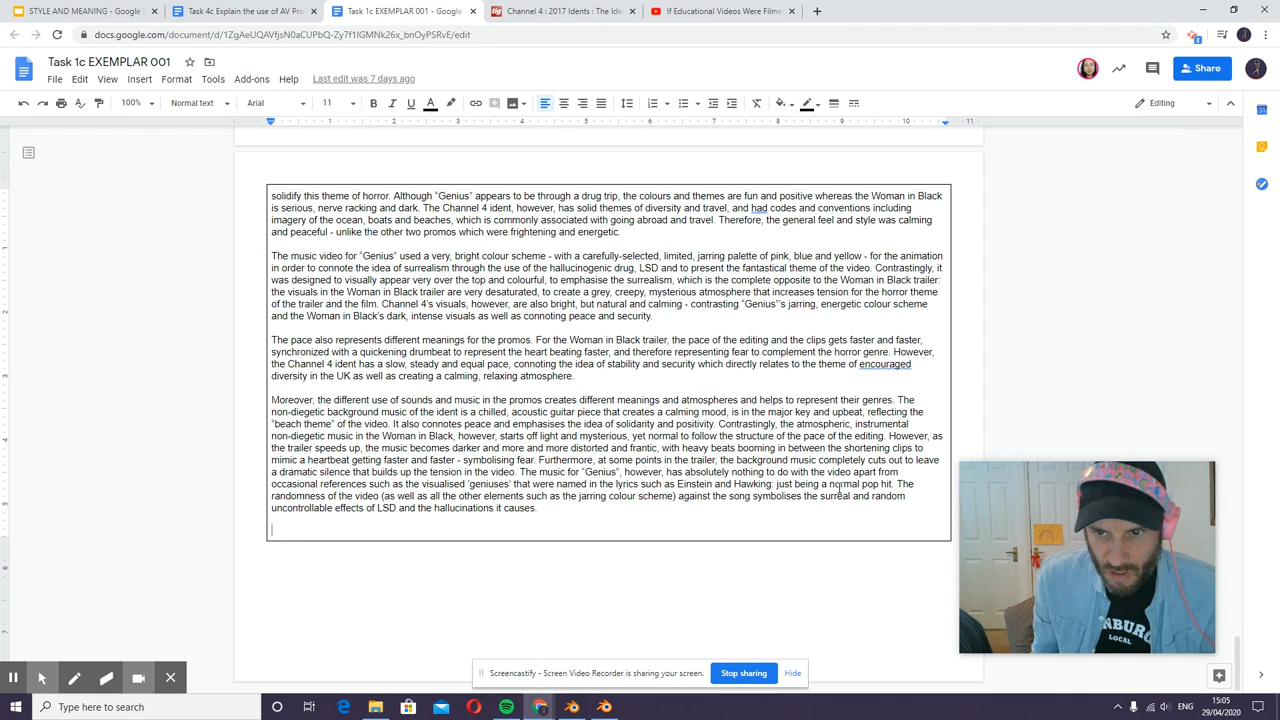 STYLE AND MEANING - Google S
Task 4c Explain the use of AV Pro
Task 1c EXEMPLAR 001 - Google
Channel 4 : 2017 Idents : The Ide
If Educational Videos Were Filme
docs.google.com/document/d/1ZgAeUQAVfjsN0aCUPbQ-Zy7f1IGMNk26x_bnOyPSRvE/edit
Task 1c EXEMPLAR 001
Share
File Edit View Insert Format Tools Add-ons Help Last edit was 7 days ago
100% Normal text Arial 11 B I U A Editing
1 2 3 4 5 6 7 8 9 10 11
solidify this theme of horror. Although “Genius” appears to be through a drug trip, the colours and themes are fun and positive whereas the Woman in Black
is serious, nerve racking and dark. The Channel 4 ident, however, has solid themes of diversity and travel, and had codes and conventions including
imagery of the ocean, boats and beaches, which is commonly associated with going abroad and travel. Therefore, the general feel and style was calming
and peaceful - unlike the other two promos which were frightening and energetic.
The music video for “Genius” used a very, bright colour scheme - with a carefully-selected, limited, jarring palette of pink, blue and yellow - for the animation
in order to connote the idea of surrealism through the use of the hallucinogenic drug, LSD and to present the fantastical theme of the video. Contrastingly, it
was designed to visually appear very over the top and colourful, to emphasise the surrealism, which is the complete opposite to the Woman in Black trailer:
the visuals in the Woman in Black trailer are very desaturated, to create a grey, creepy, mysterious atmosphere that increases tension for the horror theme
of the trailer and the film. Channel 4’s visuals, however, are also bright, but natural and calming - contrasting “Genius”’s jarring, energetic colour scheme
and the Woman in Black’s dark, intense visuals as well as connoting peace and security.
The pace also represents different meanings for the promos. For the Woman in Black trailer, the pace of the editing and the clips gets faster and faster,
synchronized with a quickening drumbeat to represent the heart beating faster, and therefore representing fear to complement the horror genre. However,
the Channel 4 ident has a slow, steady and equal pace, connoting the idea of stability and security which directly relates to the theme of encouraged
diversity in the UK as well as creating a calming, relaxing atmosphere.
Moreover, the different use of sounds and music in the promos creates different meanings and atmospheres and helps to represent their genres. The
non-diegetic background music of the ident is a chilled, acoustic guitar piece that creates a calming mood, is in the major key and upbeat, reflecting the
“beach theme” of the video. It also connotes peace and emphasises the idea of solidarity and positivity. Contrastingly, the atmospheric, instrumental
non-diegetic music in the Woman in Black, however, starts off light and mysterious, yet normal to follow the structure of the pace of the editing. However, as
the trailer speeds up, the music becomes darker and more and more distorted and frantic, with heavy beats booming in between the shortening clips to
mimic a heartbeat getting faster and faster - symbolising fear. Furthermore, at some points in the trailer, the background music completely cuts out to leave
a dramatic silence that builds up the tension in the video. The music for “Genius”, however, has absolutely nothing to do with the video apart from
occasional references such as the visualised ‘geniuses’ that were named in the lyrics such as Einstein and Hawking: just being a normal pop hit. The
randomness of the video (as well as all the other elements such as the jarring colour scheme) against the song symbolises the surreal and random
uncontrollable effects of LSD and the hallucinations it causes.
LOCAL
Screencastify - Screen Video Recorder is sharing your screen. Stop sharing Hide
Type here to search
ENG
15:05
29/04/2020